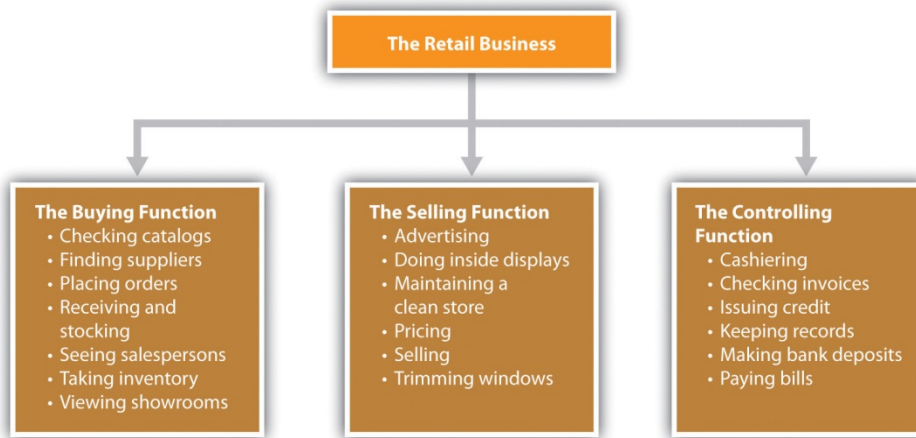 The Retail Business
The Buying Function
• Checking catalogs
• Finding suppliers
• Placing orders
• Receiving and
stocking
• Seeing salespersons
• Taking inventory
• Viewing showrooms
The Selling Function
• Advertising
• Doing inside displays
• Maintaining a
clean store
• Pricing
• Selling
• Trimming windows
The Controlling
Function
• Cashiering
• Checking invoices
• Issuing credit
• Keeping records
• Making bank deposits
• Paying bills